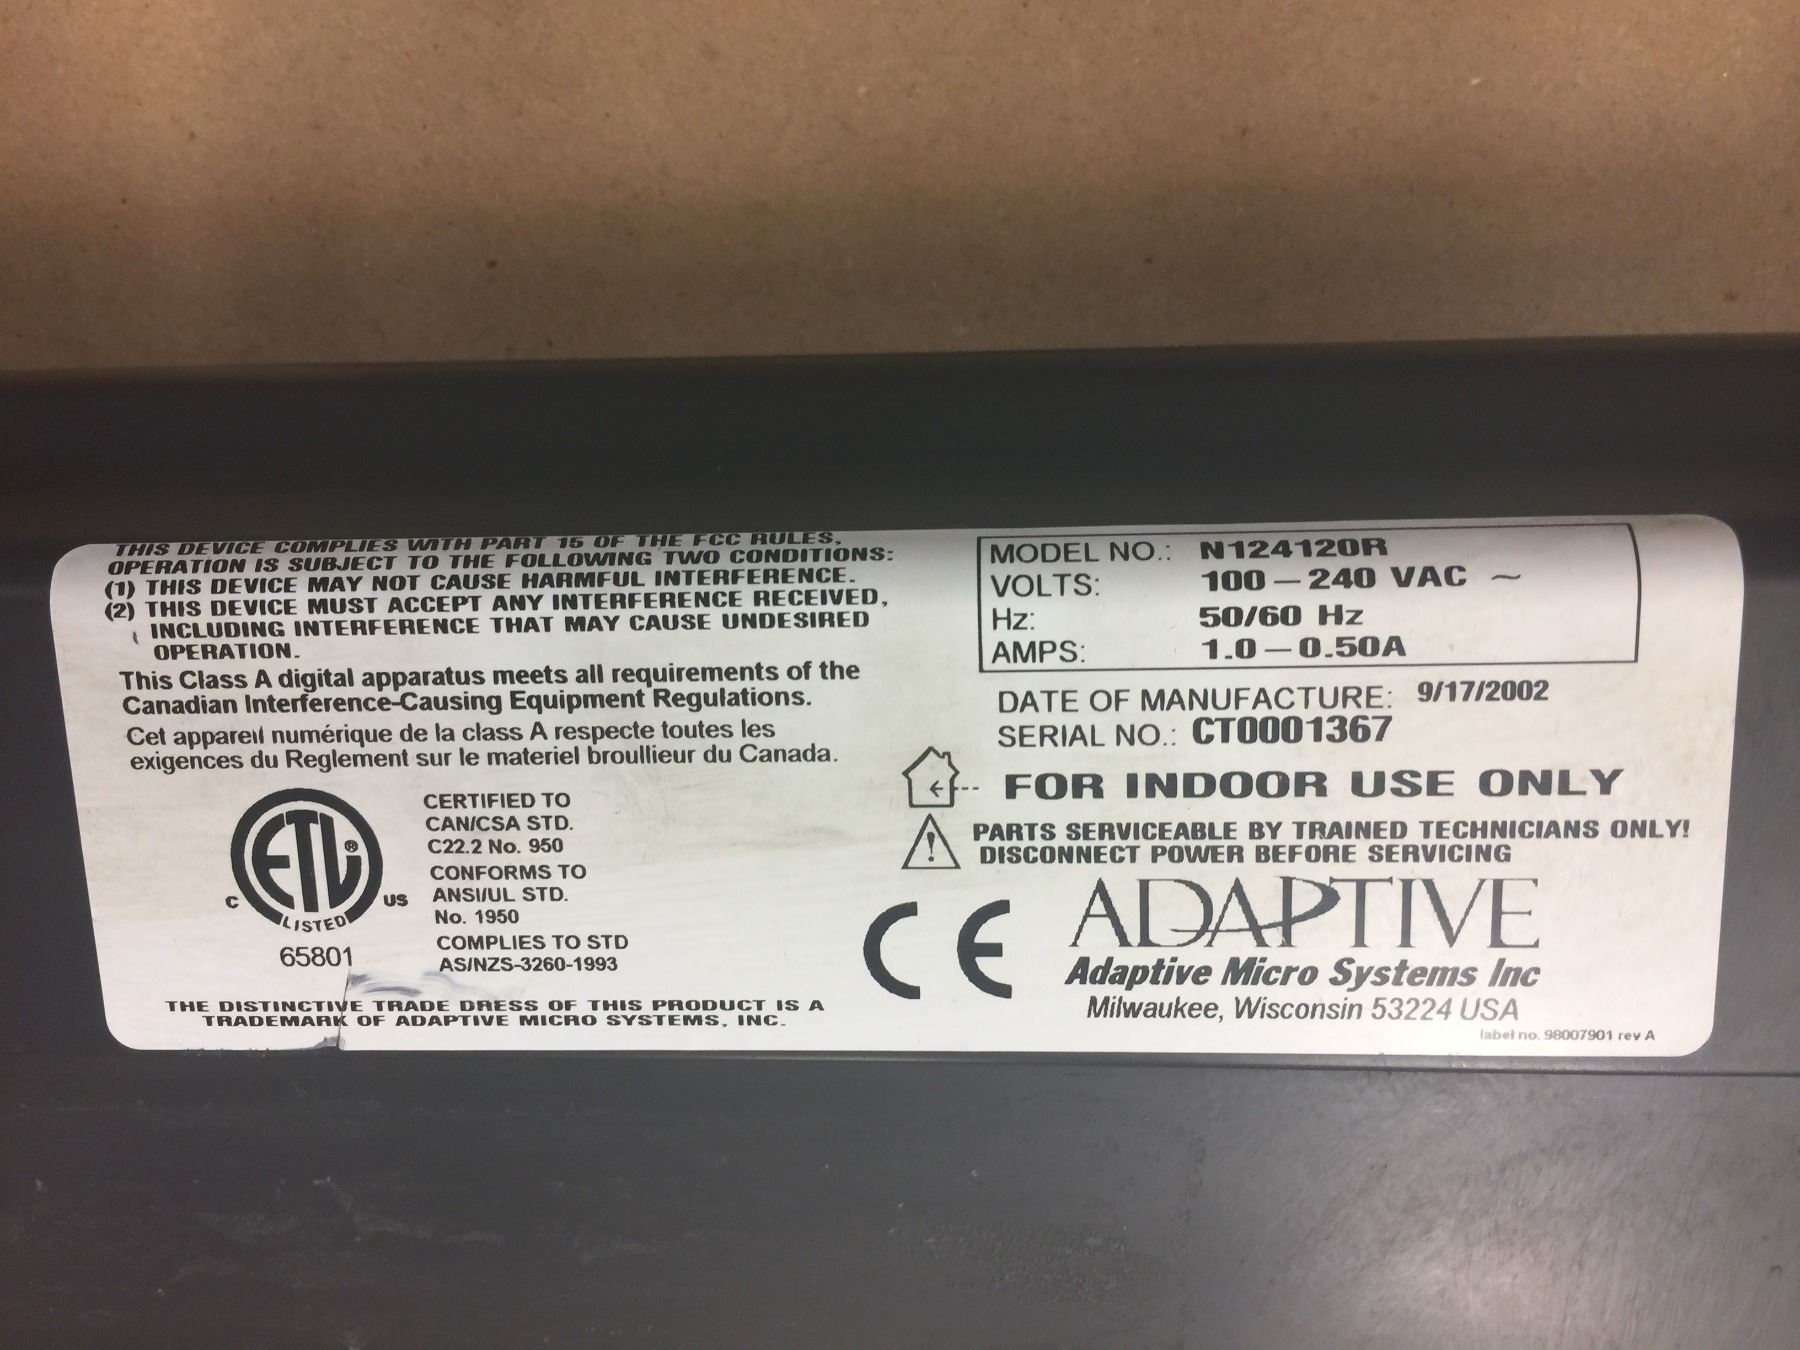 THIS DEVICE COMPLIES WITH PART 15 OF THE FCC RULES,
OPERATION IS SUBJECT TO THE FOLLOWING TWO CONDITIONS:
(1) THIS DEVICE MAY NOT CAUSE HARMFUL INTERFERENCE.
(2) THIS DEVICE MUST ACCEPT ANY INTERFERENCE RECEIVED,
INCLUDING INTERFERENCE THAT MAY CAUSE UNDESIRED
OPERATION.
This Class A digital apparatus meets all requirements of the
Canadian Interference-Causing Equipment Regulations.
Cet appareil numérique de la class A respecte toutes les
exigences du Reglement sur le materiel broullieur du Canada.
ETL ®
LISTED
C US
65801
CERTIFIED TO
CAN/CSA STD.
C22.2 No. 950
CONFORMS TO
ANSI/UL STD.
No. 1950
COMPLIES TO STD
AS/NZS-3260-1993
THE DISTINCTIVE TRADE DRESS OF THIS PRODUCT IS A
TRADEMARK OF ADAPTIVE MICRO SYSTEMS, INC.
MODEL NO.: N124120R
VOLTS: 100 – 240 VAC ~
Hz: 50/60 Hz
AMPS: 1.0 – 0.50A
DATE OF MANUFACTURE: 9/17/2002
SERIAL NO.: CT0001367
FOR INDOOR USE ONLY
PARTS SERVICEABLE BY TRAINED TECHNICIANS ONLY!
DISCONNECT POWER BEFORE SERVICING
CE
ADAPTIVE
Adaptive Micro Systems Inc
Milwaukee, Wisconsin 53224 USA
label no. 98007901 rev A